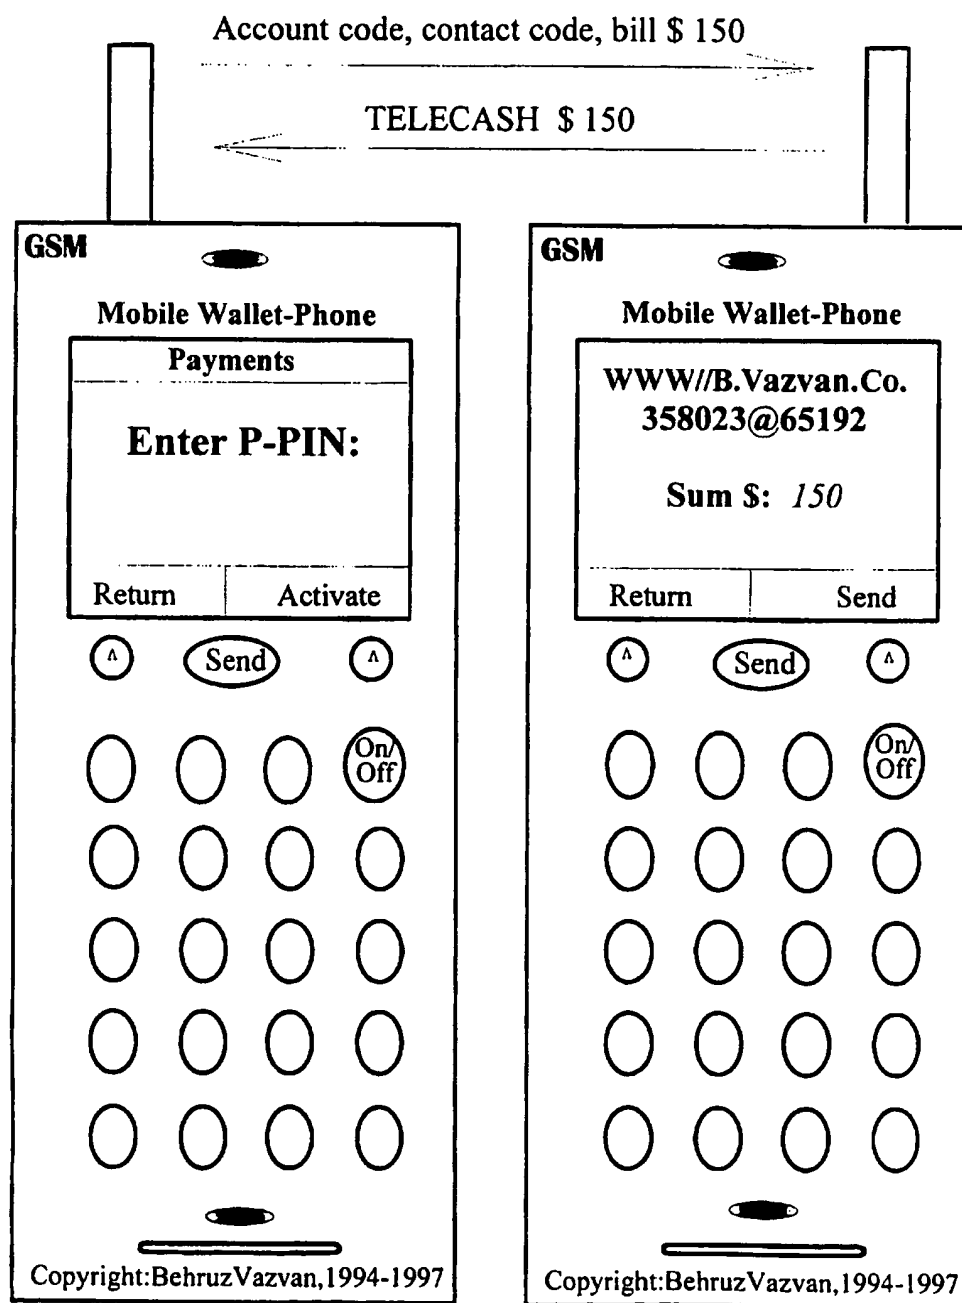 Account code, contact code, bill $ 150
TELECASH $ 150
GSM
Mobile Wallet-Phone
Payments
Enter P-PIN:
Return Activate
^ Send ^
On/
Off
Copyright:BehruzVazvan,1994-1997
GSM
Mobile Wallet-Phone
WWW//B.Vazvan.Co.
358023@65192
Sum $: 150
Return Send
^ Send ^
On/
Off
Copyright:BehruzVazvan,1994-1997